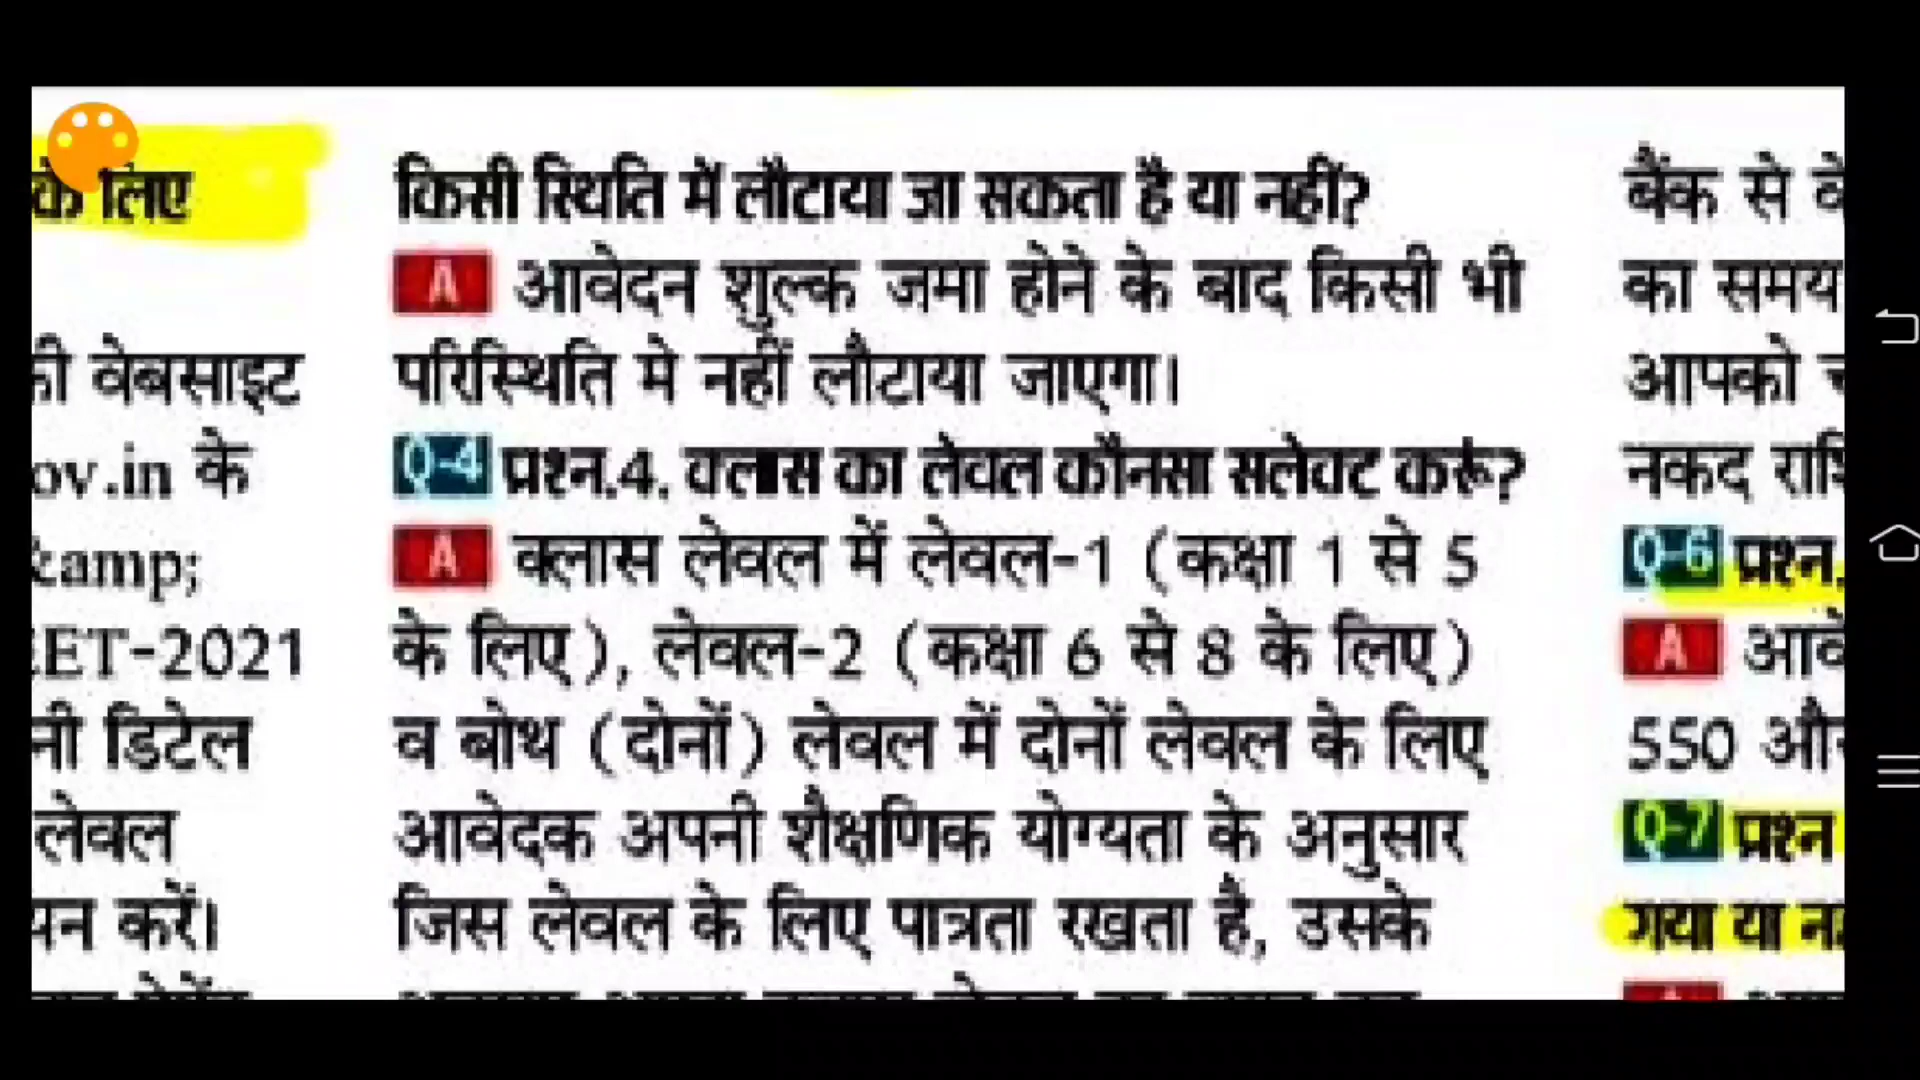 के लिए
की वेबसाइट
ov.in के
&amp;
EET-2021
नी डिटेल
लेवल
यन करें।
किसी स्थिति में लौटाया जा सकता है या नहीं?
A आवेदन शुल्क जमा होने के बाद किसी भी
परिस्थिति मे नहीं लौटाया जाएगा।
Q-4 प्रश्न.4. क्लास का लेवल कौनसा सलेक्ट करूं?
A क्लास लेवल में लेवल-1 (कक्षा 1 से 5
के लिए), लेवल-2 (कक्षा 6 से 8 के लिए)
व बोथ (दोनों) लेवल में दोनों लेवल के लिए
आवेदक अपनी शैक्षणिक योग्यता के अनुसार
जिस लेवल के लिए पात्रता रखता है, उसके
बैंक से
का समय
आपको
नकद
Q-6 प्रश्न.
A
550
Q-7 प्रश्न
गया या